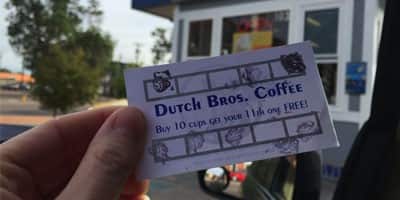 Dutch Bros. Coffee
Buy 10 cups get your 11th one FREE!